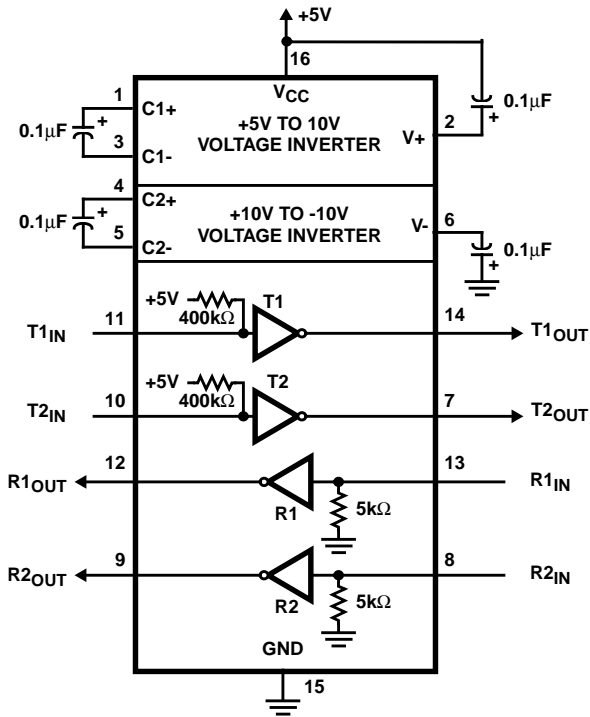 +5V
16
VCC
1
C1+
0.1μF
+
3
C1-
+5V TO 10V
VOLTAGE INVERTER
2
V+
0.1μF
+
4
C2+
0.1μF
+
5
C2-
+10V TO -10V
VOLTAGE INVERTER
V-
6
0.1μF
+
+5V
400kΩ
T1
T1IN
11
14
T1OUT
+5V
400kΩ
T2
T2IN
10
7
T2OUT
R1OUT
12
R1
5kΩ
13
R1IN
R2OUT
9
R2
5kΩ
8
R2IN
GND
15